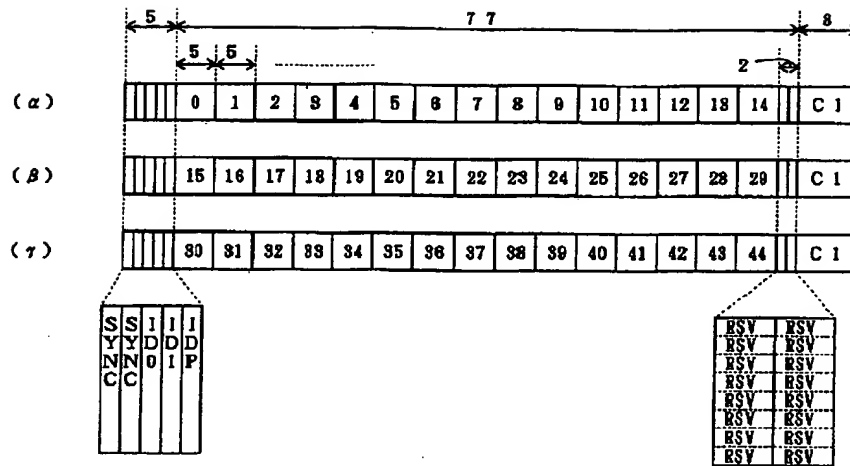 5 77 8
5 5 2
(α) 0 1 2 3 4 5 6 7 8 9 10 11 12 13 14 C1
(β) 15 16 17 18 19 20 21 22 23 24 25 26 27 28 29 C1
(γ) 30 31 32 33 34 35 36 37 38 39 40 41 42 43 44 C1
SYNC SYNC ID0 ID1 IDP
RSV RSV
RSV RSV
RSV RSV
RSV RSV
RSV RSV
RSV RSV
RSV RSV
RSV RSV